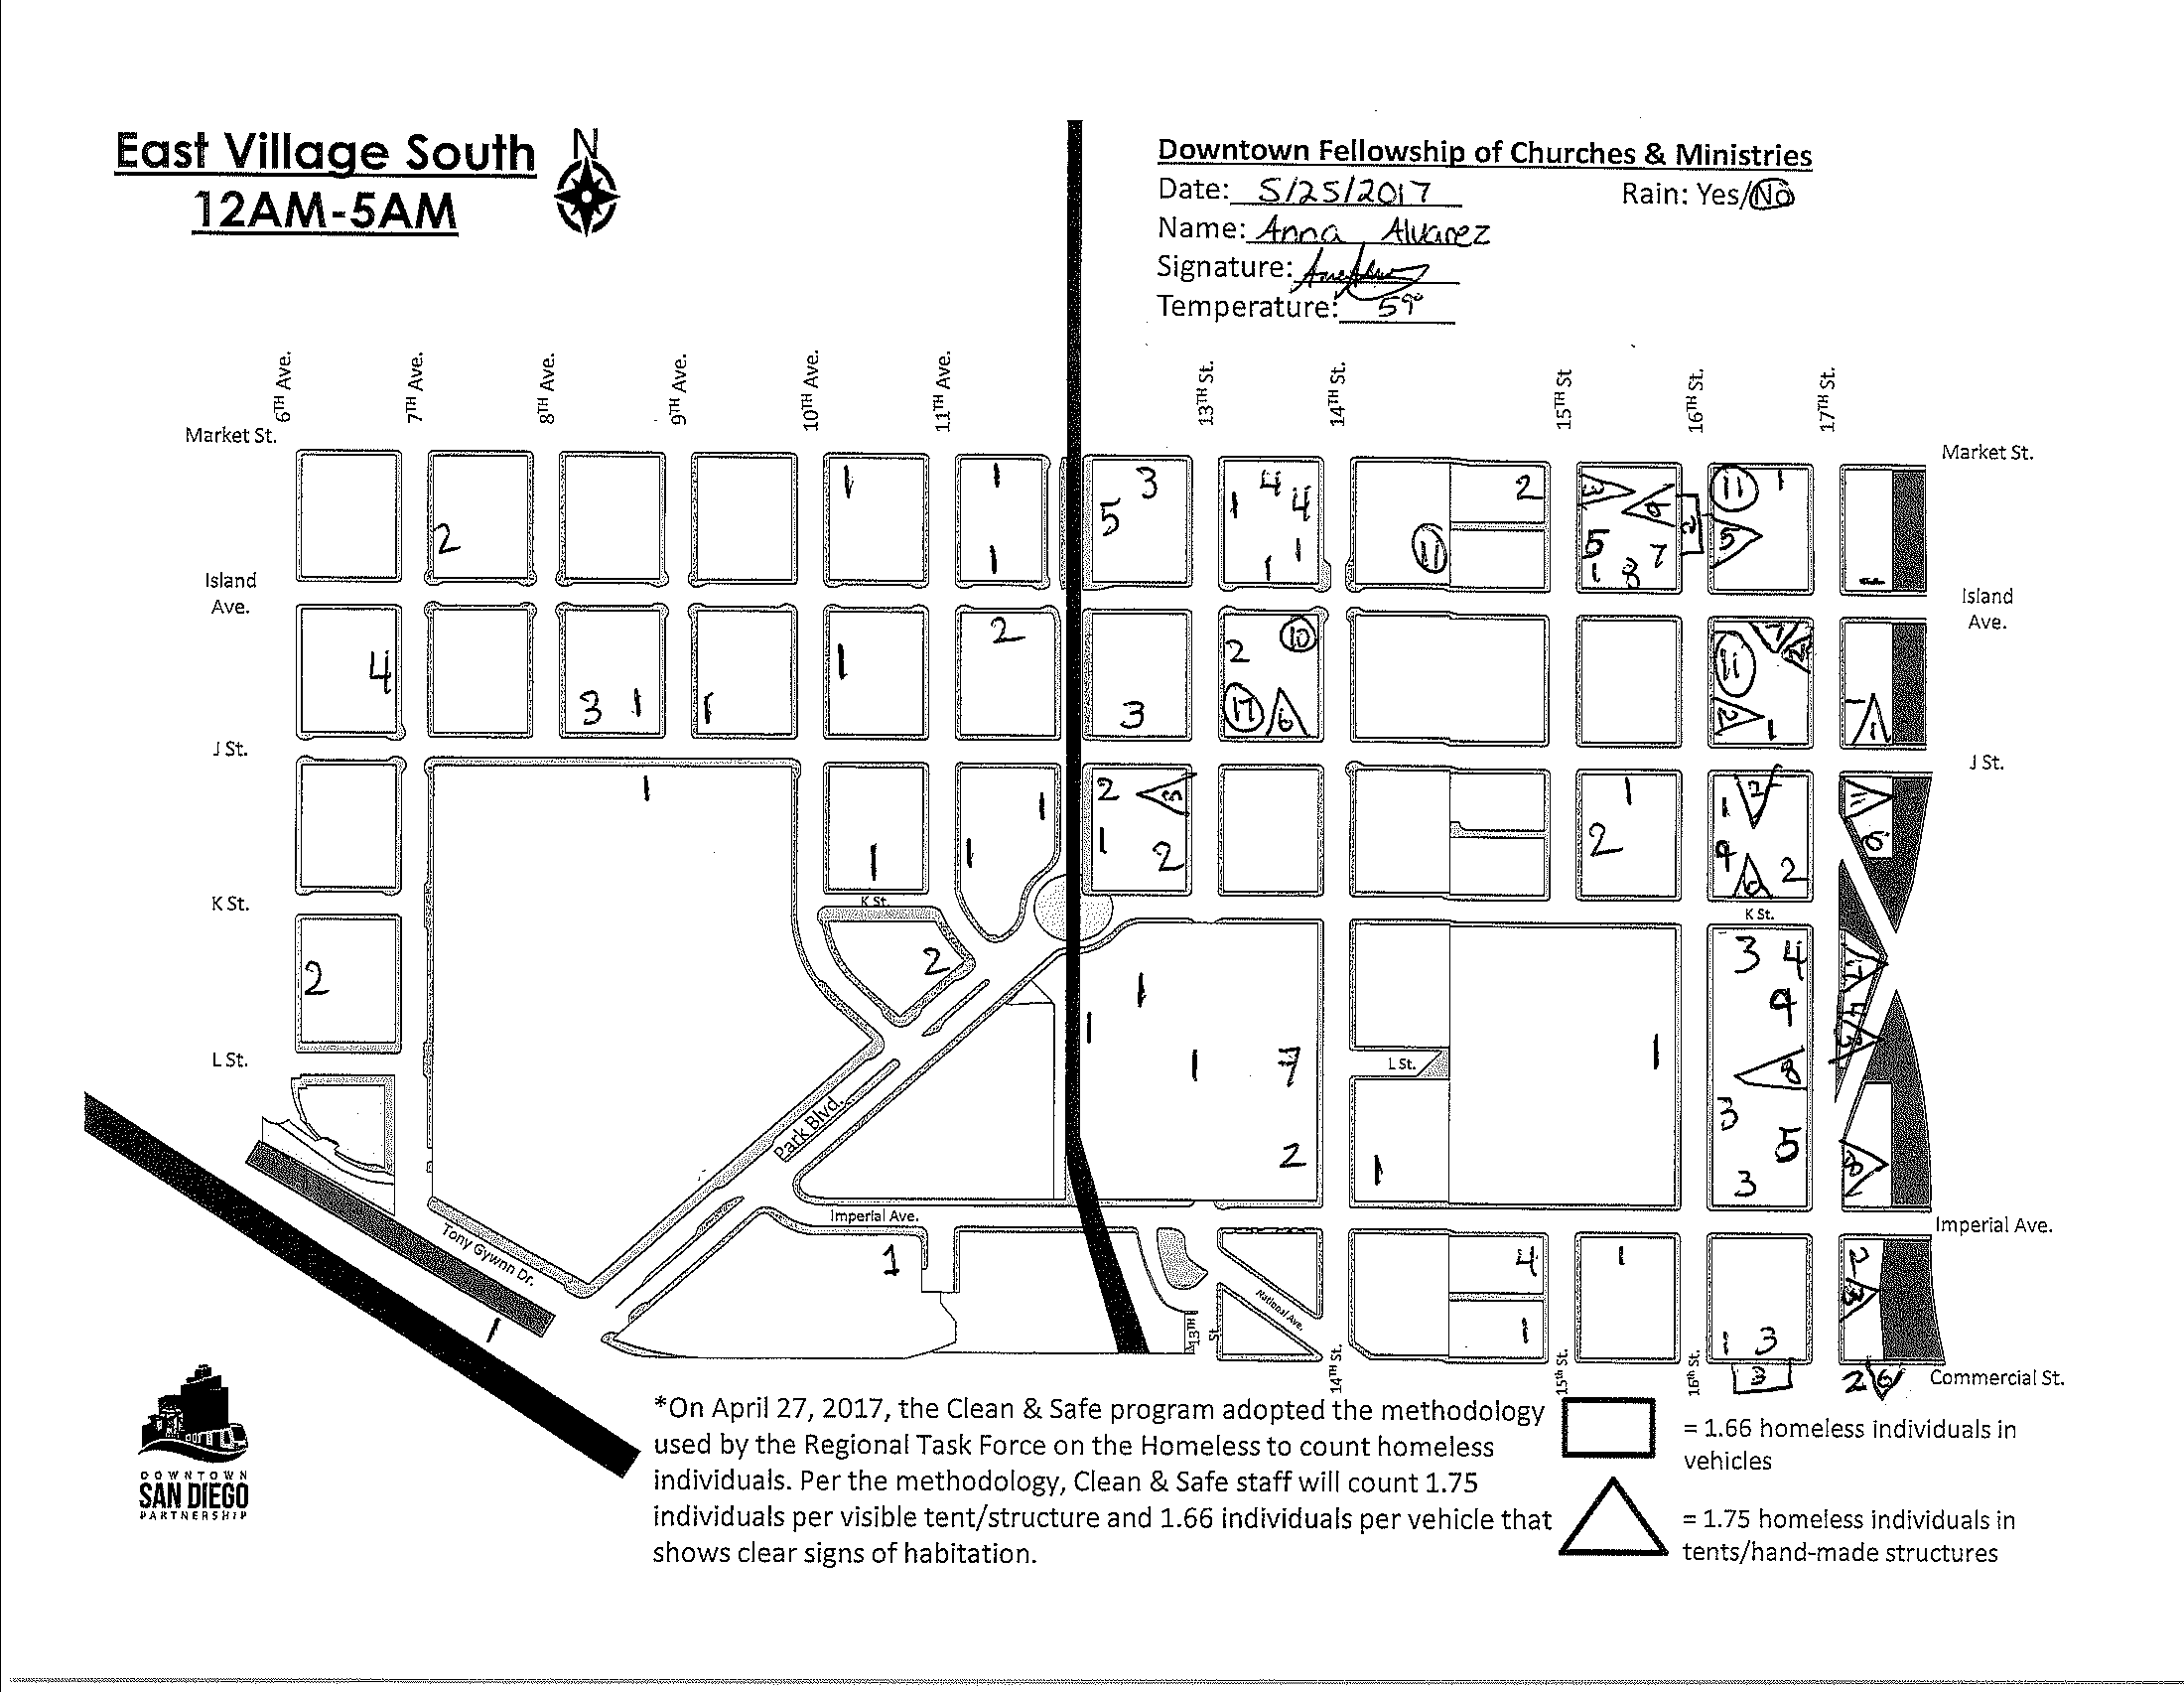 East Village South
12AM-5AM
N
Downtown Fellowship of Churches & Ministries
Date: 5/25/2017 Rain: Yes/No
Name: Anna Alvarez
Signature:
Temperature: 59°
6TH Ave.
7TH Ave.
8TH Ave.
9TH Ave.
10TH Ave.
11TH Ave.
13TH St.
14TH St.
15TH St
16TH St.
17TH St.
Market St.
Market St.
2
1
1
1
3
5
4
1
4
1
1
11
2
3
9
2
5
7
1
8
11
1
5
Island
Ave.
Island
Ave.
4
3 1
1
1
2
3
2
10
17
6
11
7
2
1
1
J St.
J St.
1
1
1
1
2
3
1
2
1
2
1
2
9
6
2
11
6
K St.
K St.
K St.
2
2
1
1
1
7
2
1
1
3 4
9
8
3
5
3
17
4
3
8
L St.
L St.
Park Blvd.
Tony Gywnn Dr.
1
Imperial Ave.
Imperial Ave.
1
4
1
1
1 3
3
2
3
2 6
National Ave.
13TH
St.
14TH St.
15th St.
16th St.
Commercial St.
DOWNTOWN
SAN DIEGO
PARTNERSHIP
*On April 27, 2017, the Clean & Safe program adopted the methodology
used by the Regional Task Force on the Homeless to count homeless
individuals. Per the methodology, Clean & Safe staff will count 1.75
individuals per visible tent/structure and 1.66 individuals per vehicle that
shows clear signs of habitation.
= 1.66 homeless individuals in
vehicles
= 1.75 homeless individuals in
tents/hand-made structures